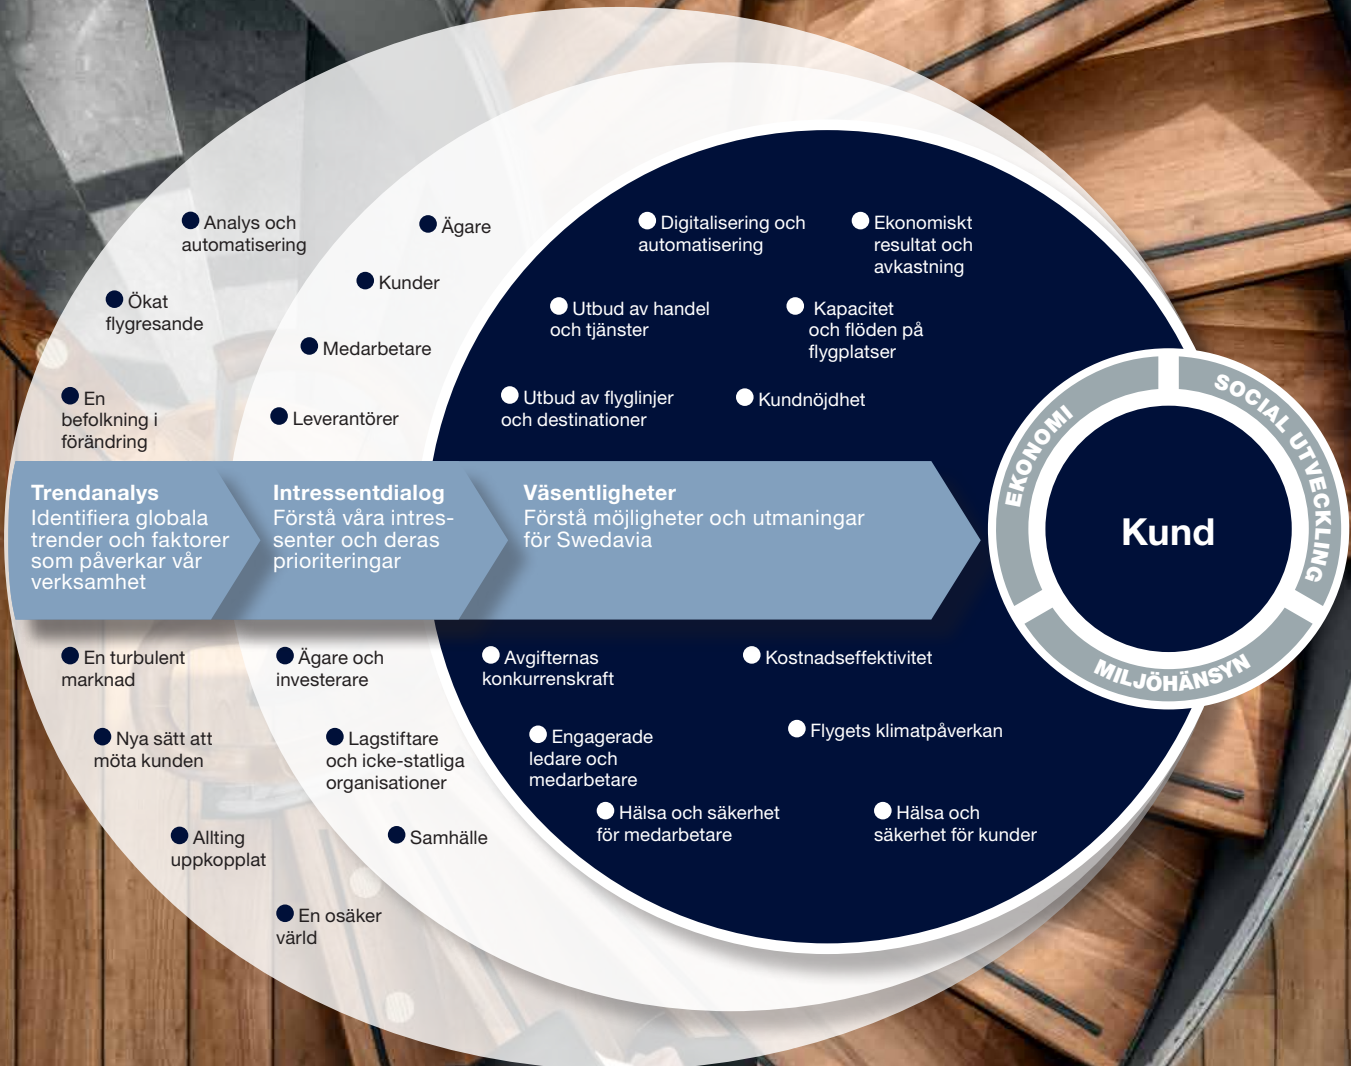 Analys och
automatisering
Ökat
flygresande
En
befolkning i
förändring
Ägare
Kunder
Medarbetare
Leverantörer
Digitalisering och
automatisering
Ekonomiskt
resultat och
avkastning
Utbud av handel
och tjänster
Kapacitet
och flöden på
flygplatser
Utbud av flyglinjer
och destinationer
Kundnöjdhet
Trendanalys
Identifiera globala
trender och faktorer
som påverkar vår
verksamhet
Intressentdialog
Förstå våra intres-
senter och deras
prioriteringar
Väsentligheter
Förstå möjligheter och utmaningar
för Swedavia
EKONOMI
SOCIAL UTVECKLING
MILJÖHÄNSYN
Kund
En turbulent
marknad
Nya sätt att
möta kunden
Allting
uppkopplat
En osäker
värld
Ägare och
investerare
Lagstiftare
och icke-statliga
organisationer
Samhälle
Avgifternas
konkurrenskraft
Kostnadseffektivitet
Engagerade
ledare och
medarbetare
Flygets klimatpåverkan
Hälsa och säkerhet
för medarbetare
Hälsa och
säkerhet för kunder